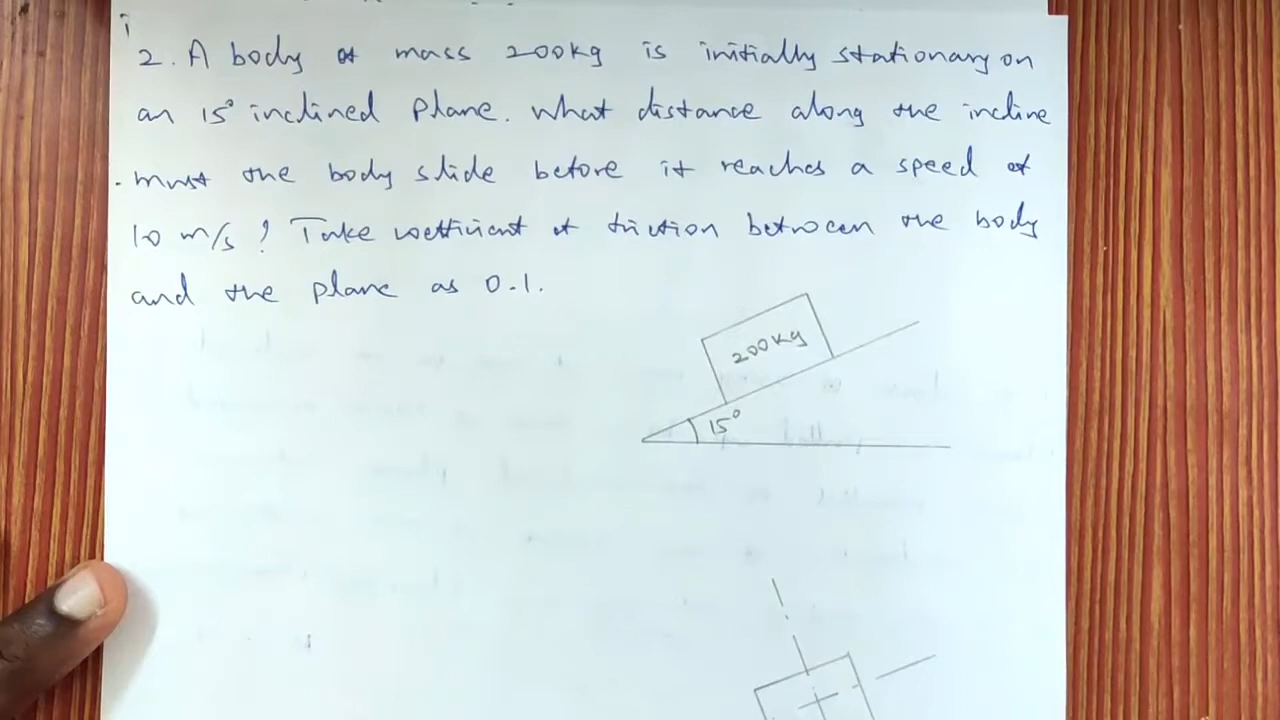 2. A body of mass 200kg is initially stationary on
an 15° inclined plane. What distance along the incline
must the body slide before it reaches a speed of
10 m/s? Take coefficient of friction between the body
and the plane as 0.1.
200kg
15°